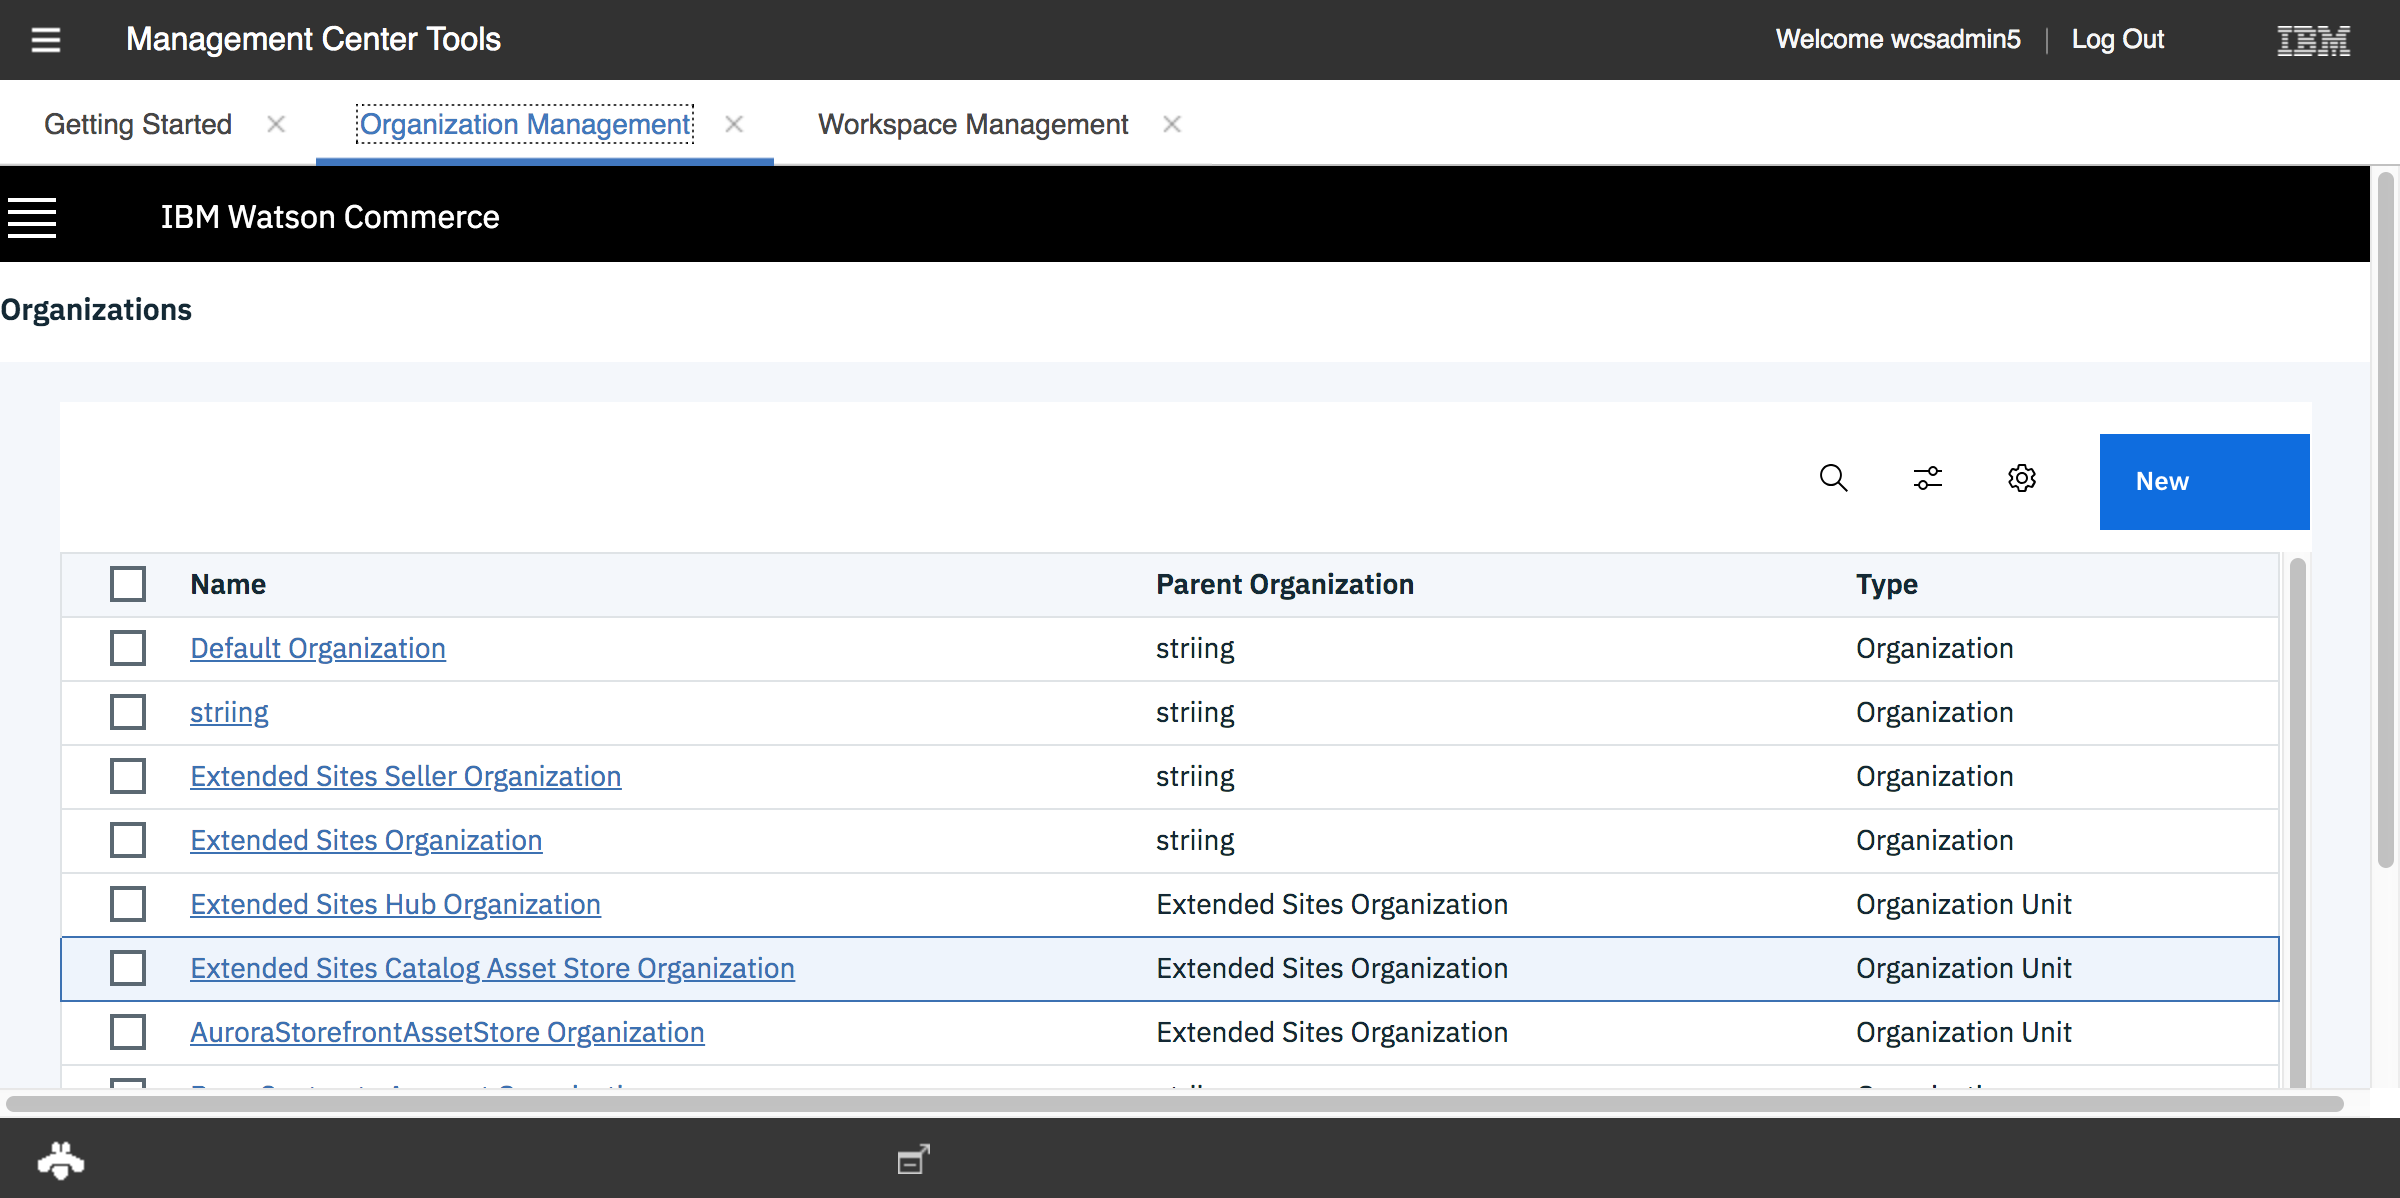 Management Center Tools
Welcome wcsadmin5 | Log Out
IBM
Getting Started
Organization Management
Workspace Management
IBM Watson Commerce
Organizations
New
Name Parent Organization Type
Default Organization striing Organization
striing striing Organization
Extended Sites Seller Organization striing Organization
Extended Sites Organization striing Organization
Extended Sites Hub Organization Extended Sites Organization Organization Unit
Extended Sites Catalog Asset Store Organization Extended Sites Organization Organization Unit
AuroraStorefrontAssetStore Organization Extended Sites Organization Organization Unit